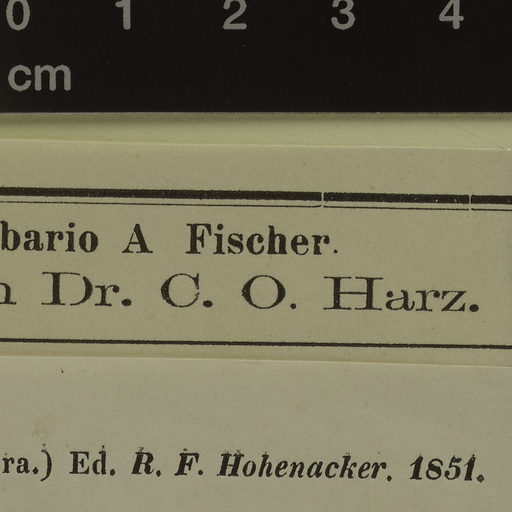 0 1 2 3 4
cm
bario A Fischer.
Dr. C. O. Harz.
ra.) Ed. R. F. Hohenacker. 1851.